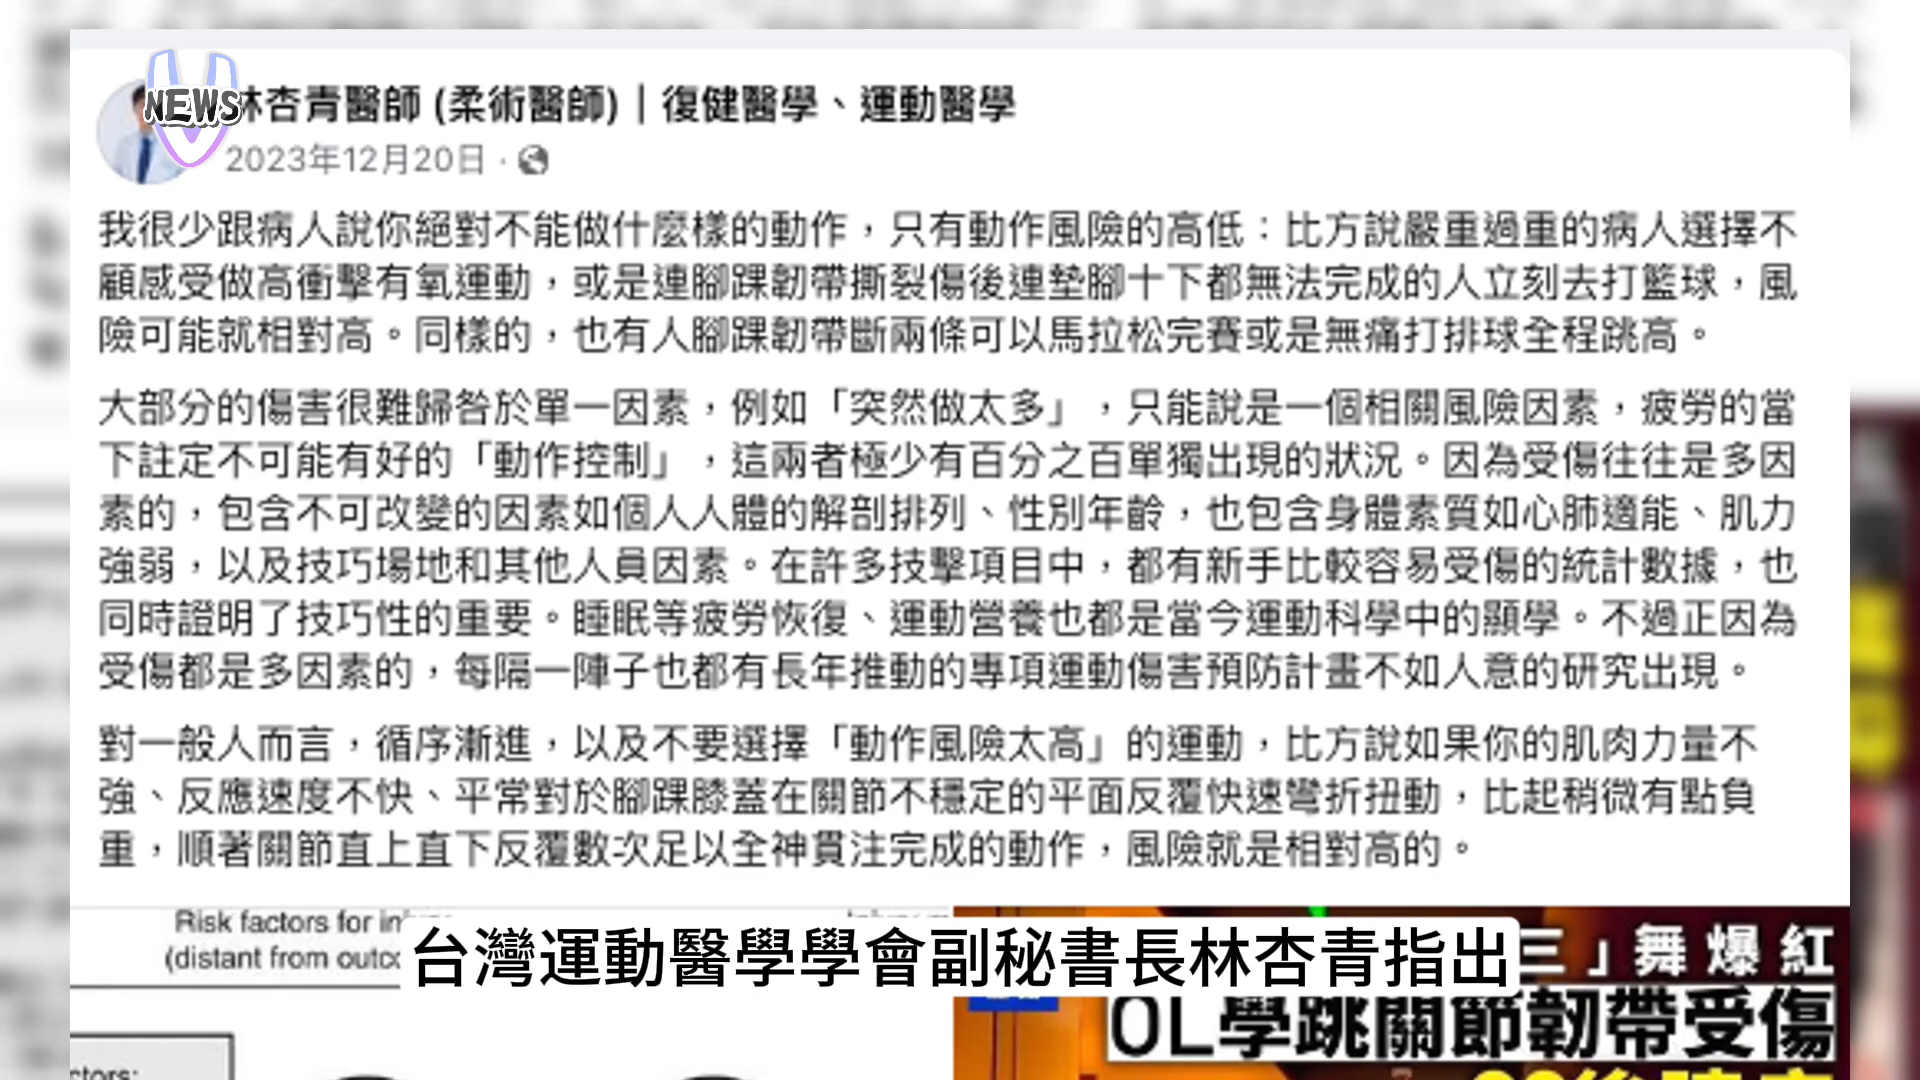 NEWS
林杏青醫師 (柔術醫師)｜復健醫學、運動醫學
2023年12月20日 ·
我很少跟病人說你絕對不能做什麼樣的動作，只有動作風險的高低：比方說嚴重過重的病人選擇不
顧感受做高衝擊有氧運動，或是連腳踝韌帶撕裂傷後連墊腳十下都無法完成的人立刻去打籃球，風
險可能就相對高。同樣的，也有人腳踝韌帶斷兩條可以馬拉松完賽或是無痛打排球全程跳高。
大部分的傷害很難歸咎於單一因素，例如「突然做太多」，只能說是一個相關風險因素，疲勞的當
下註定不可能有好的「動作控制」，這兩者極少有百分之百單獨出現的狀況。因為受傷往往是多因
素的，包含不可改變的因素如個人人體的解剖排列、性別年齡，也包含身體素質如心肺適能、肌力
強弱，以及技巧場地和其他人員因素。在許多技擊項目中，都有新手比較容易受傷的統計數據，也
同時證明了技巧性的重要。睡眠等疲勞恢復、運動營養也都是當今運動科學中的顯學。不過正因為
受傷都是多因素的，每隔一陣子也都有長年推動的專項運動傷害預防計畫不如人意的研究出現。
對一般人而言，循序漸進，以及不要選擇「動作風險太高」的運動，比方說如果你的肌肉力量不
強、反應速度不快、平常對於腳踝膝蓋在關節不穩定的平面反覆快速彎折扭動，比起稍微有點負
重，順著關節直上直下反覆數次足以全神貫注完成的動作，風險就是相對高的。
Risk factors for
(distant from
台灣運動醫學學會副秘書長林杏青指出
三」舞爆紅
OL學跳關節韌帶受傷